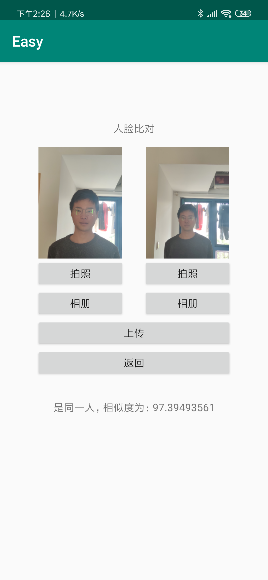 下午2:26 | 4.7K/s
Easy
人脸比对
拍照 拍照
相册 相册
上传
返回
是同一人, 相似度为: 97.39493561